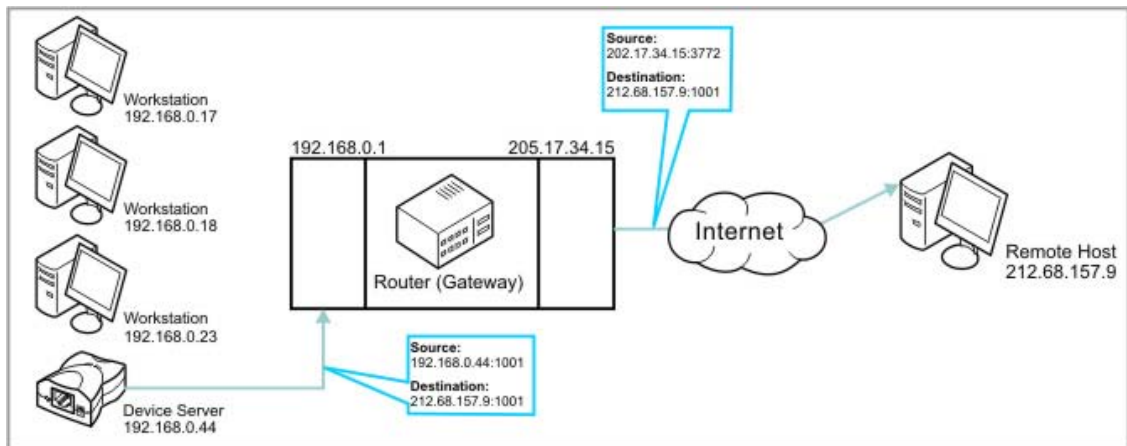 Workstation
192.168.0.17
Workstation
192.168.0.18
Workstation
192.168.0.23
Device Server
192.168.0.44
192.168.0.1
205.17.34.15
Router (Gateway)
Source:
192.168.0.44:1001
Destination:
212.68.157.9:1001
Source:
202.17.34.15:3772
Destination:
212.68.157.9:1001
Internet
Remote Host
212.68.157.9